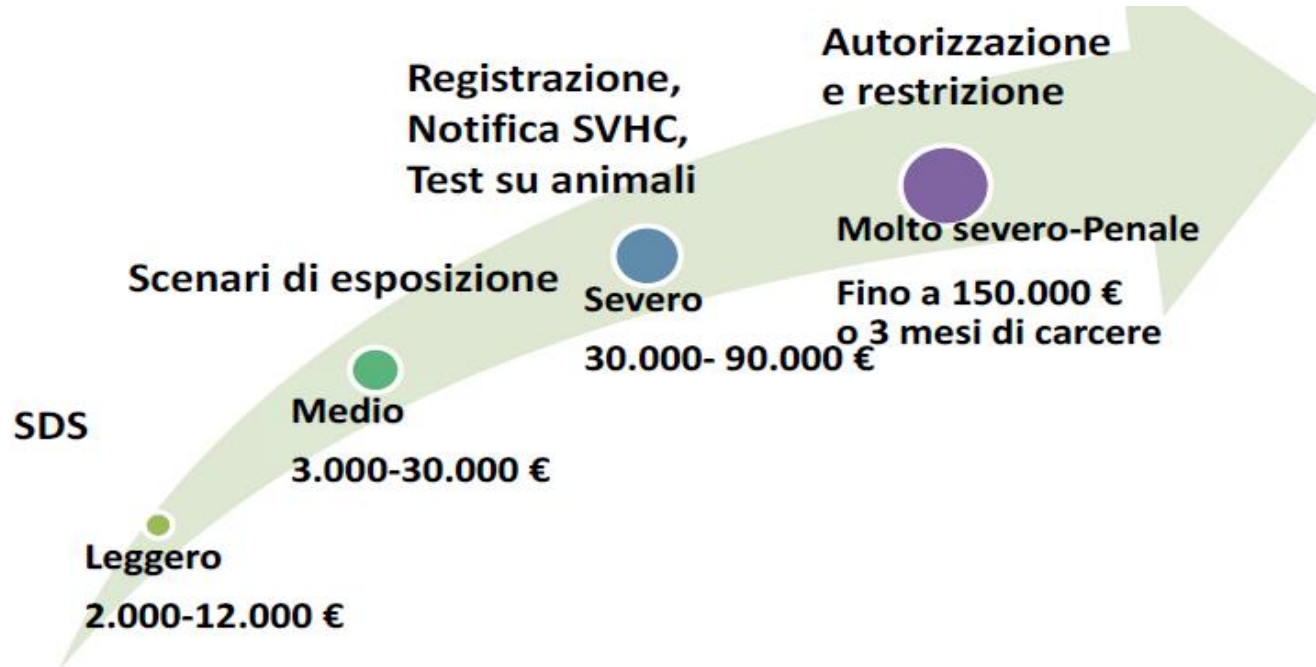 SDS
Leggero
2.000-12.000 €
Scenari di esposizione
Medio
3.000-30.000 €
Registrazione,
Notifica SVHC,
Test su animali
Severo
30.000- 90.000 €
Autorizzazione
e restrizione
Molto severo-Penale
Fino a 150.000 €
o 3 mesi di carcere